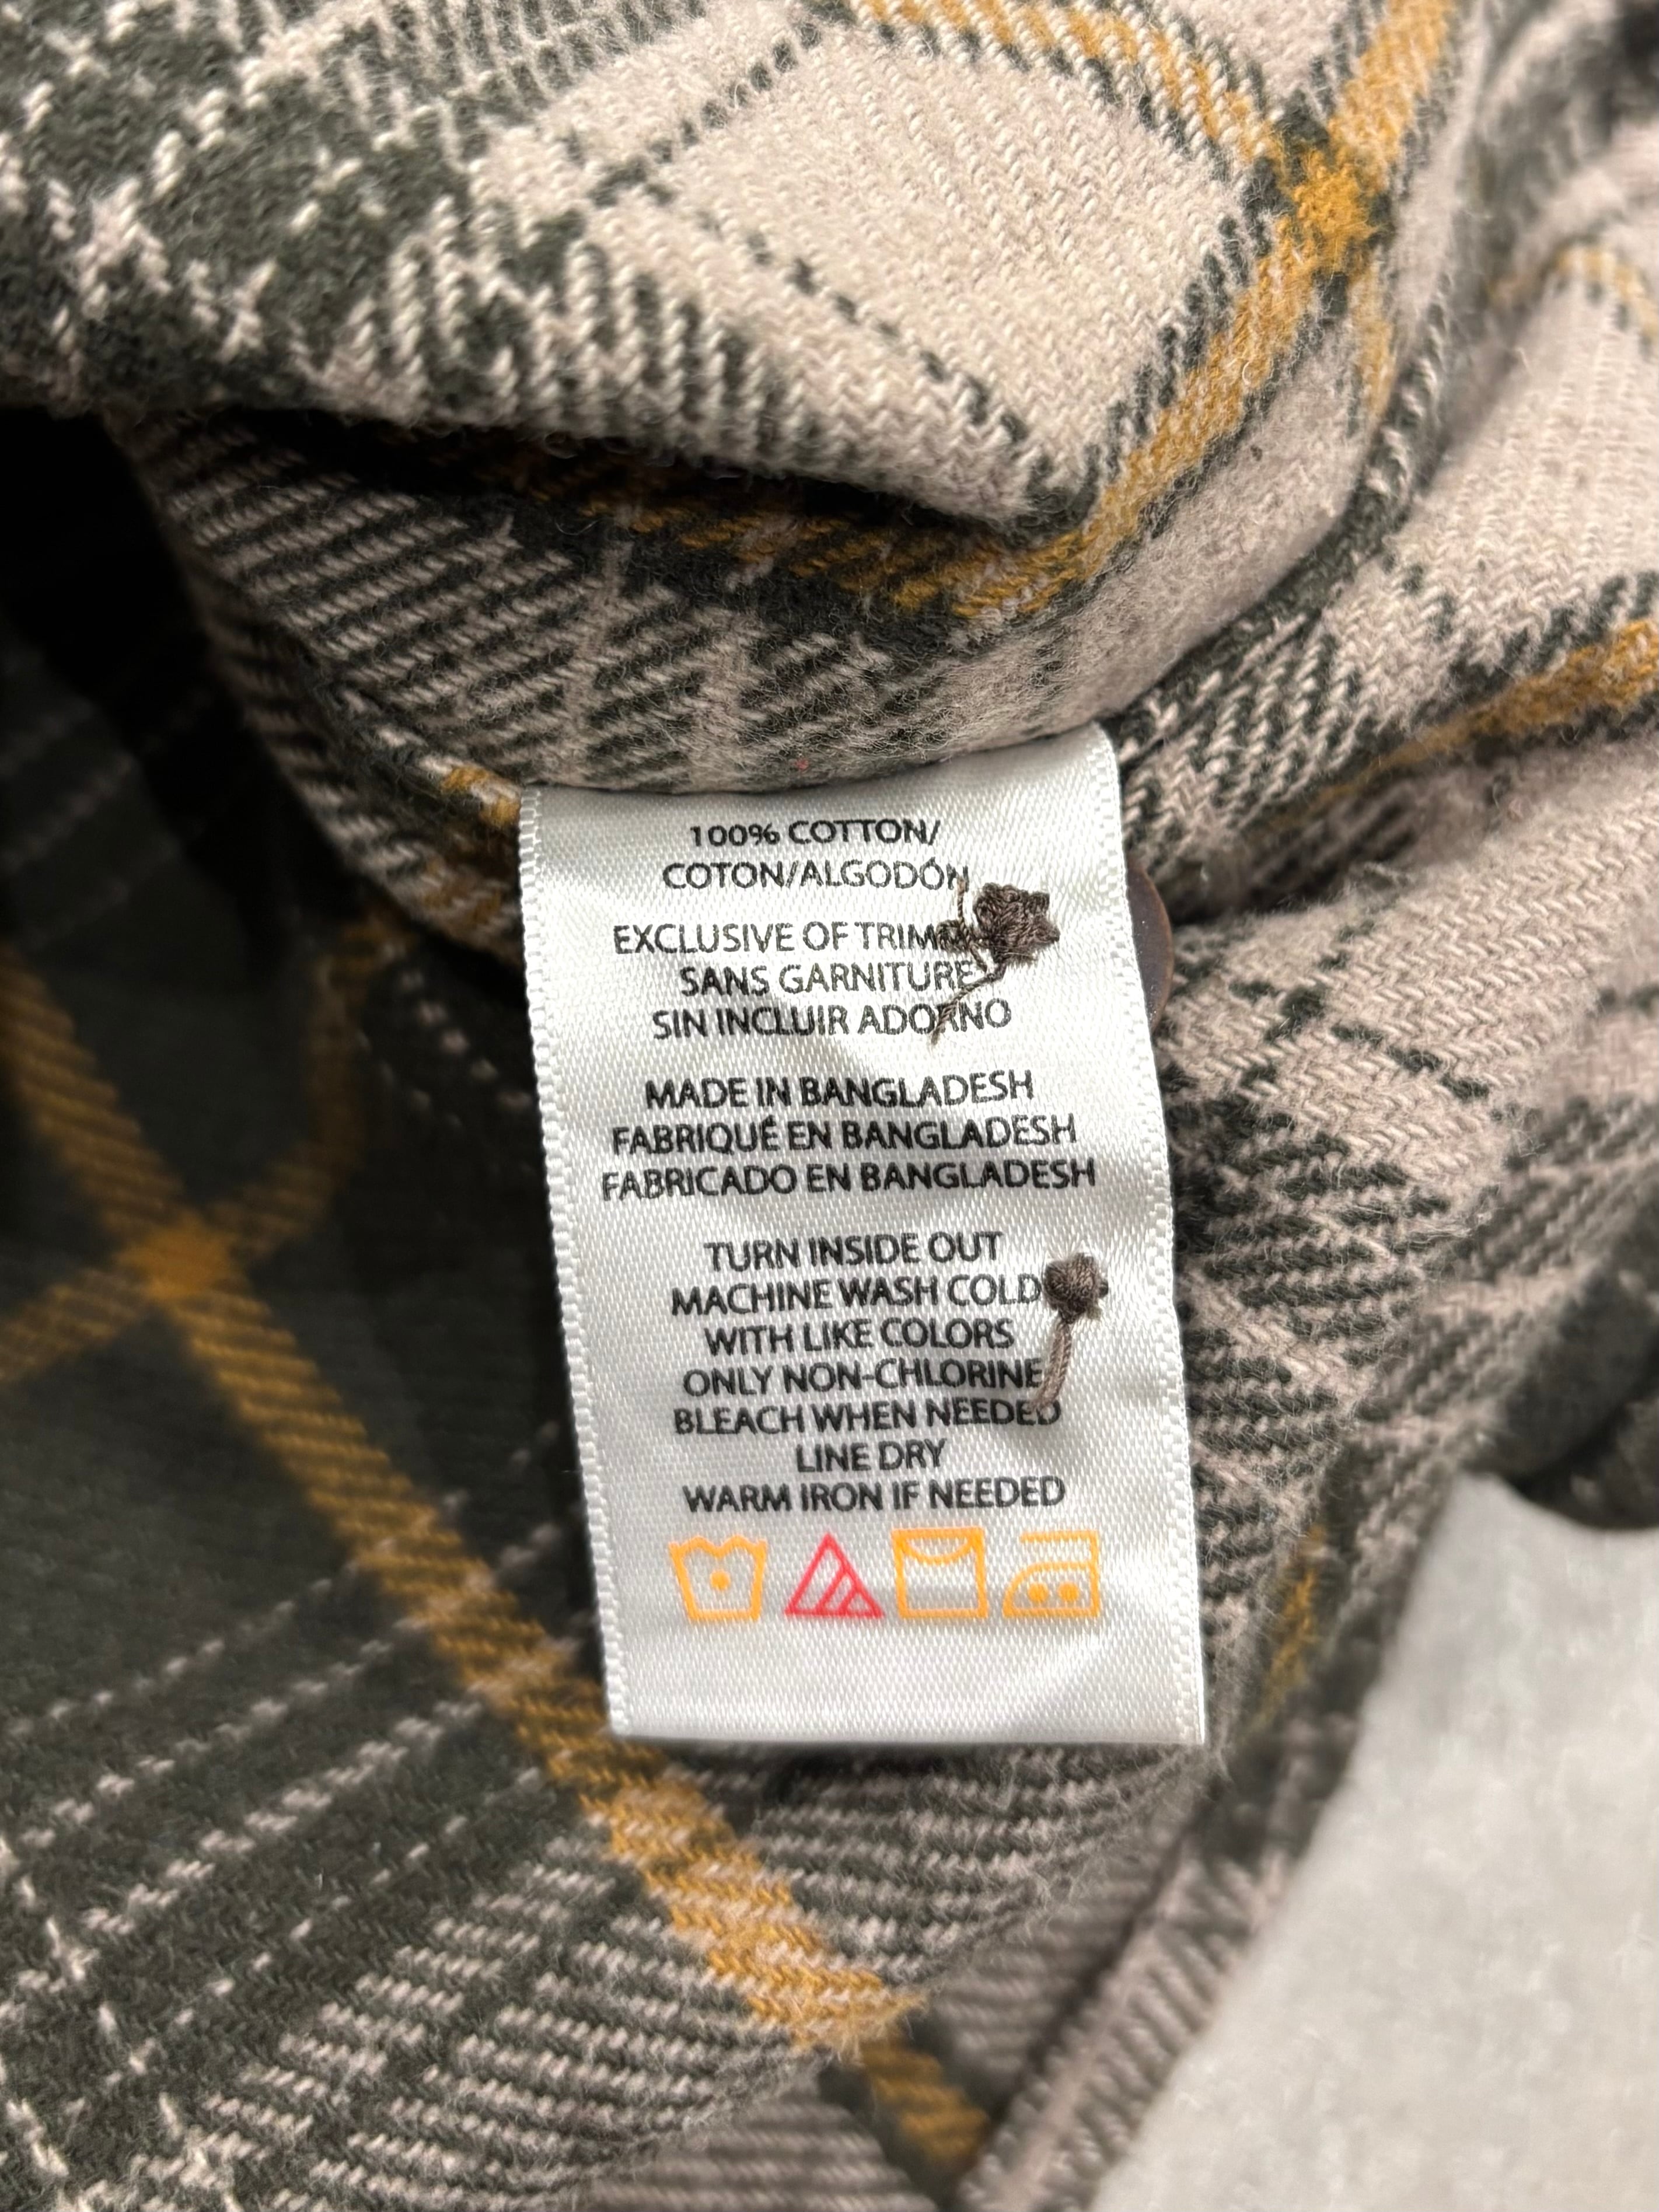 100% COTTON/
COTON/ALGODÓN
EXCLUSIVE OF
SANS GARNITURE
SIN INCLUIR ADORNO
MADE IN BANGLADESH
FABRIQUÉ EN BANGLADESH
FABRICADO EN BANGLADESH
TURN INSIDE OUT
MACHINE WASH COLD
WITH LIKE COLORS
ONLY NON-CHLORINE
BLEACH WHEN NEEDED
LINE DRY
WARM IRON IF NEEDED